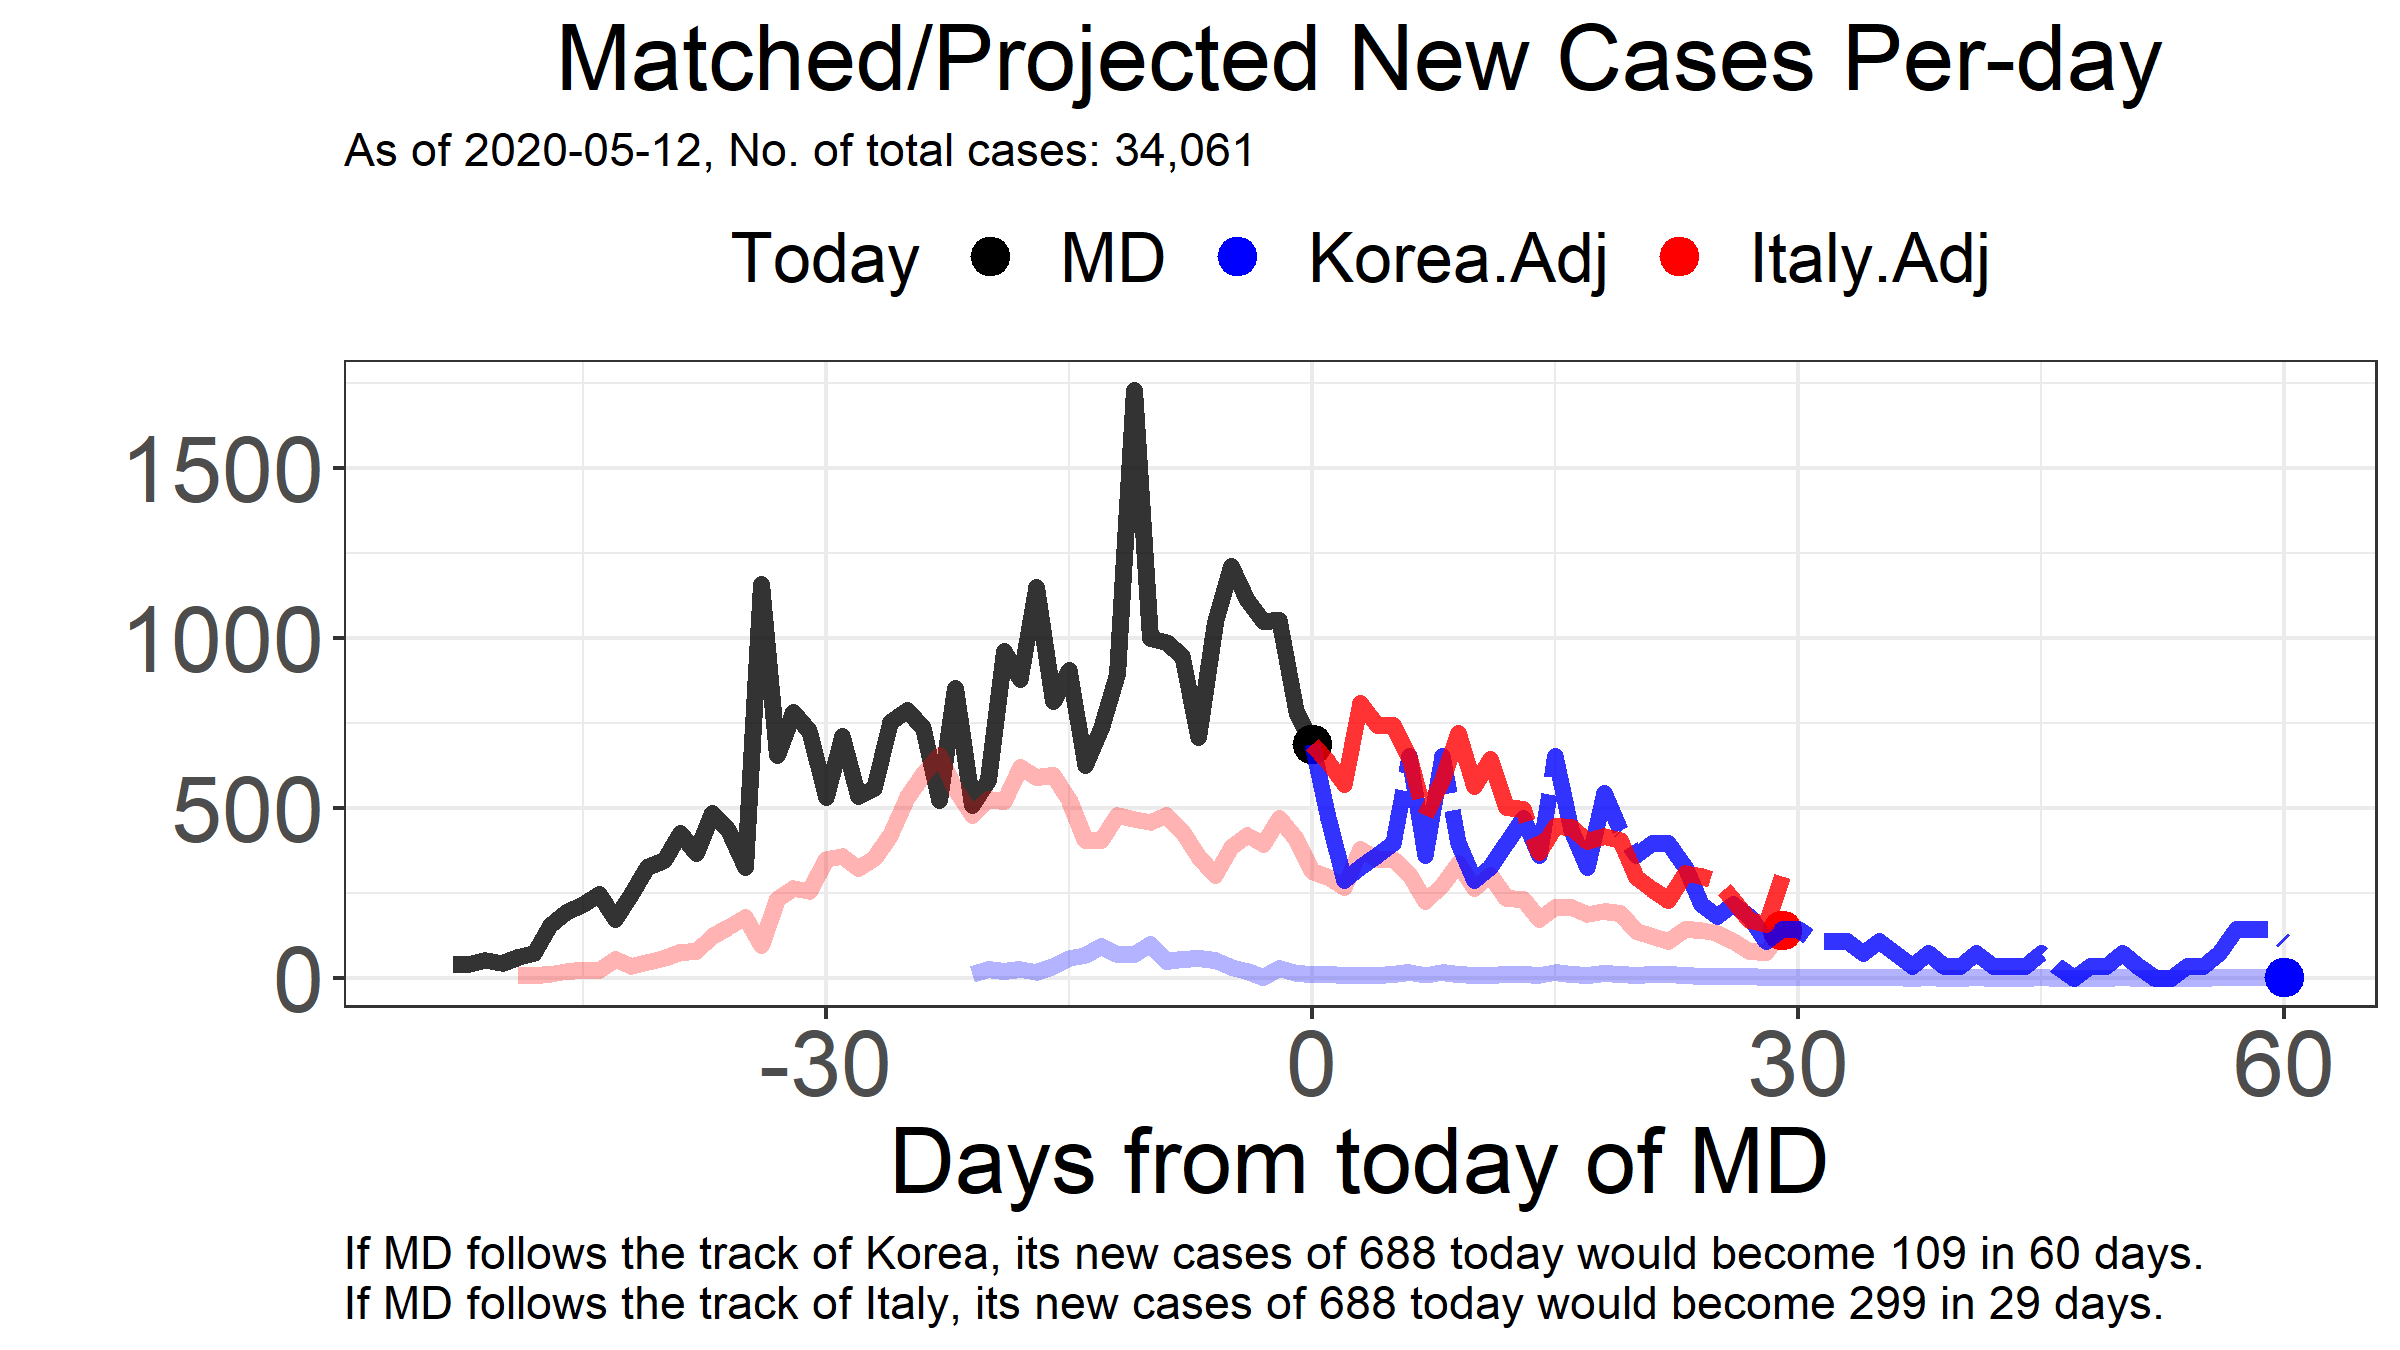 Matched/Projected New Cases Per-day
As of 2020-05-12, No. of total cases: 34,061
Today MD Korea.Adj Italy.Adj
1500
1000
500
0
-30 0 30 60
Days from today of MD
If MD follows the track of Korea, its new cases of 688 today would become 109 in 60 days.
If MD follows the track of Italy, its new cases of 688 today would become 299 in 29 days.